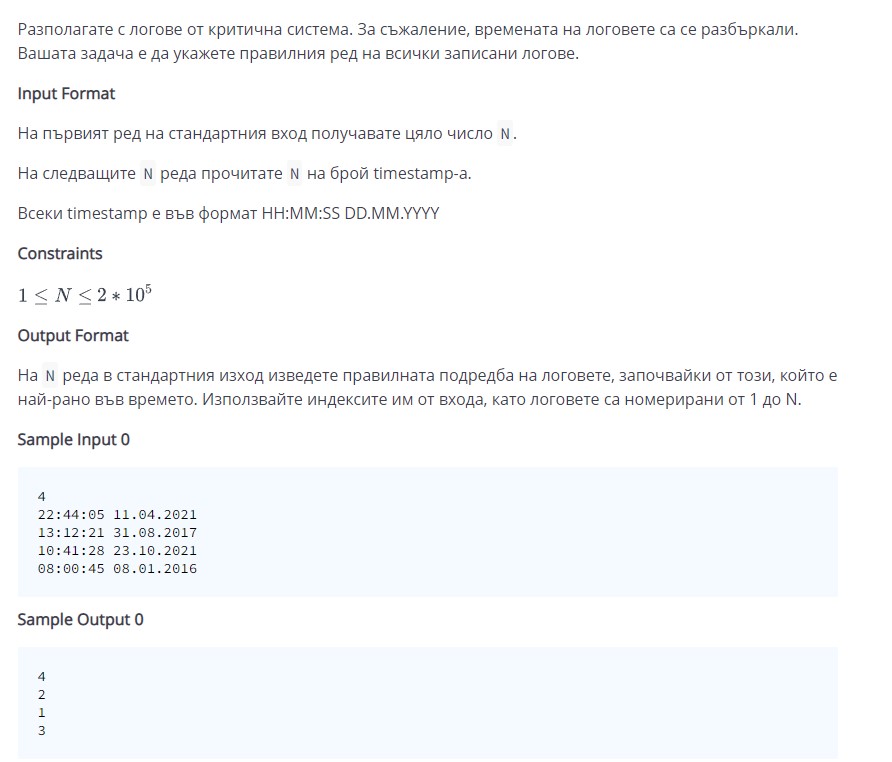 Разполагате с логове от критична система. За съжаление, времената на логовете са се разбъркали.
Вашата задача е да укажете правилния ред на всички записани логове.
Input Format
На първият ред на стандартния вход получавате цяло число N.
На следващите N реда прочитате N на брой timestamp-a.
Всеки timestamp е във формат HH:MM:SS DD.MM.YYYY
Constraints
1 ≤ N ≤ 2 * 10⁵
Output Format
На N реда в стандартния изход изведете правилната подредба на логовете, започвайки от този, който е
най-рано във времето. Използвайте индексите им от входа, като логовете са номерирани от 1 до N.
Sample Input 0
4
22:44:05 11.04.2021
13:12:21 31.08.2017
10:41:28 23.10.2021
08:00:45 08.01.2016
Sample Output 0
4
2
1
3